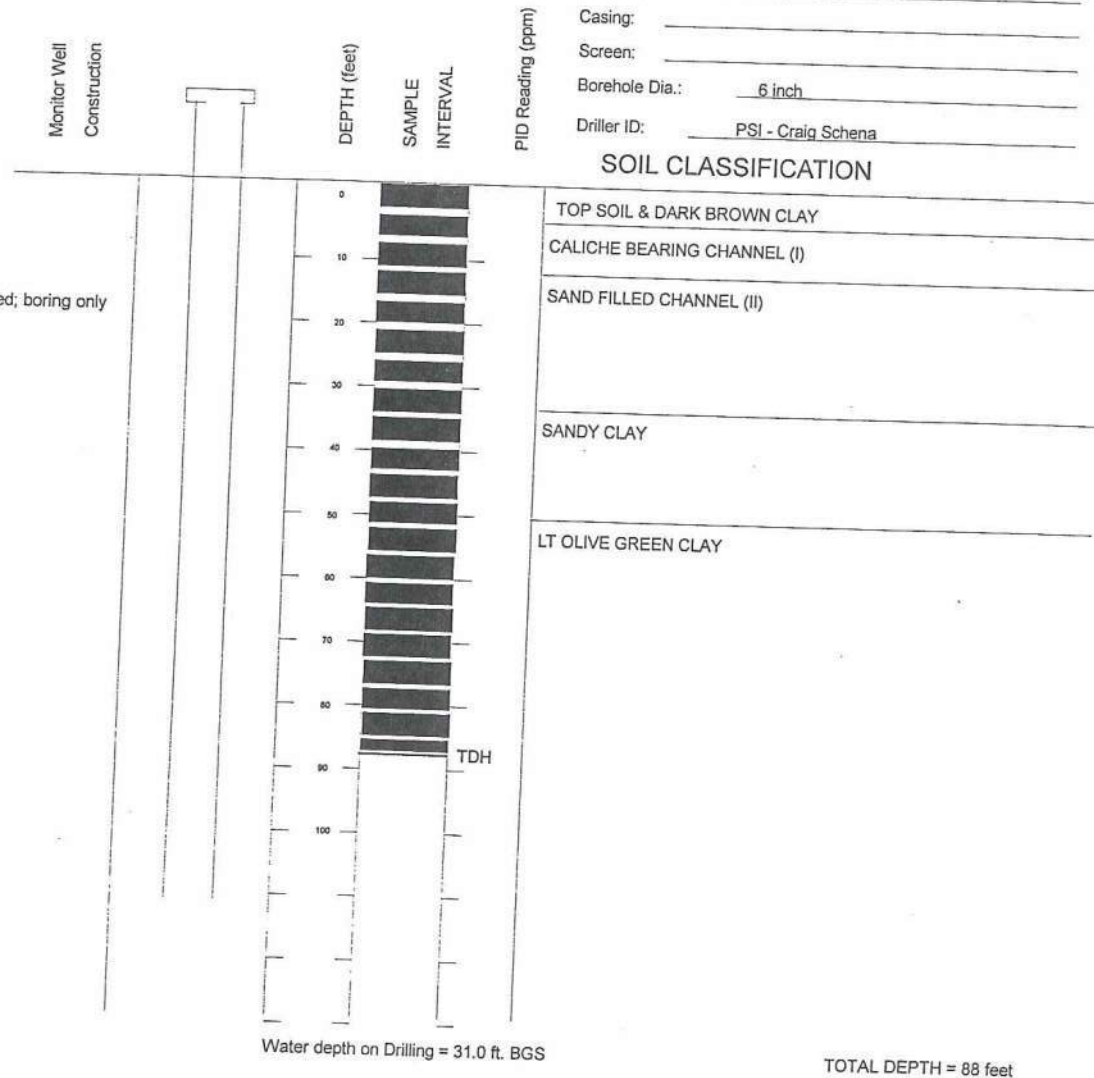 Casing:
Screen:
Borehole Dia.: 6 inch
Driller ID: PSI - Craig Schena
Monitor Well
Construction
DEPTH (feet)
SAMPLE
INTERVAL
PID Reading (ppm)
SOIL CLASSIFICATION
0
TOP SOIL & DARK BROWN CLAY
CALICHE BEARING CHANNEL (I)
10
ed; boring only
SAND FILLED CHANNEL (II)
20
30
SANDY CLAY
40
50
LT OLIVE GREEN CLAY
60
70
80
TDH
90
100
Water depth on Drilling = 31.0 ft. BGS
TOTAL DEPTH = 88 feet